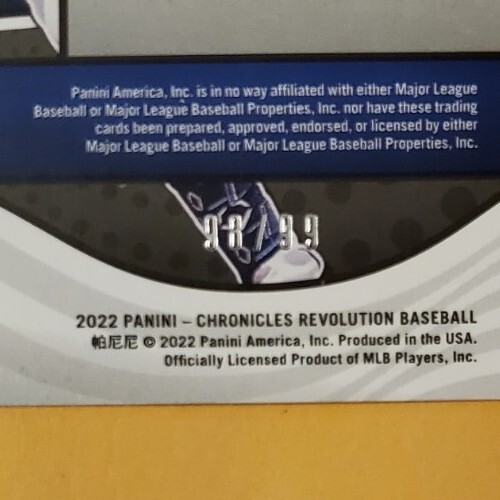 Panini America, Inc. is in no way affiliated with either Major League
Baseball or Major League Baseball Properties, Inc. nor have these trading
cards been prepared, approved, endorsed, or licensed by either
Major League Baseball or Major League Baseball Properties, Inc.
98/99
2022 PANINI – CHRONICLES REVOLUTION BASEBALL
帕尼尼 © 2022 Panini America, Inc. Produced in the USA.
Officially Licensed Product of MLB Players, Inc.